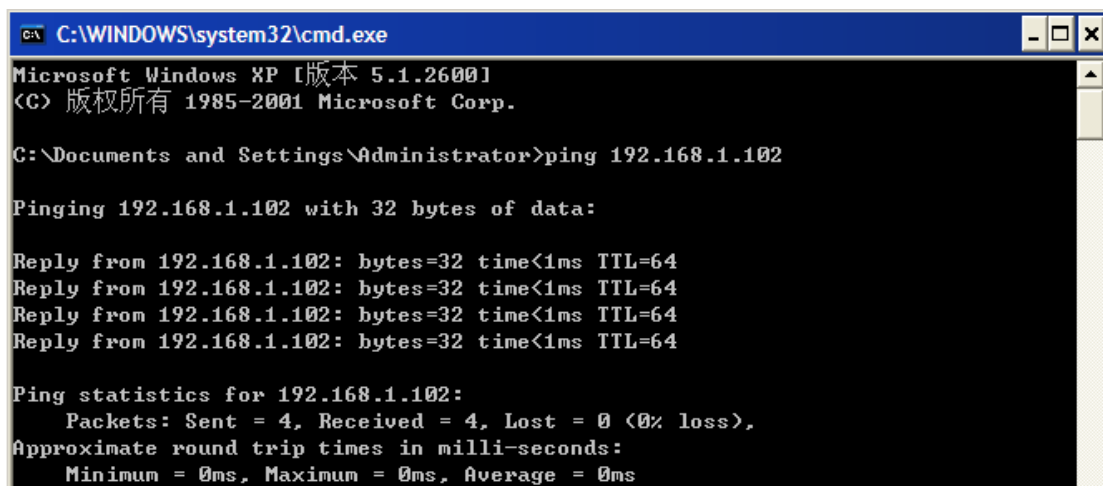 C:\WINDOWS\system32\cmd.exe
Microsoft Windows XP [版本 5.1.2600]
(C) 版权所有 1985-2001 Microsoft Corp.
C:\Documents and Settings\Administrator>ping 192.168.1.102
Pinging 192.168.1.102 with 32 bytes of data:
Reply from 192.168.1.102: bytes=32 time<1ms TTL=64
Reply from 192.168.1.102: bytes=32 time<1ms TTL=64
Reply from 192.168.1.102: bytes=32 time<1ms TTL=64
Reply from 192.168.1.102: bytes=32 time<1ms TTL=64
Ping statistics for 192.168.1.102:
    Packets: Sent = 4, Received = 4, Lost = 0 (0% loss),
Approximate round trip times in milli-seconds:
    Minimum = 0ms, Maximum = 0ms, Average = 0ms